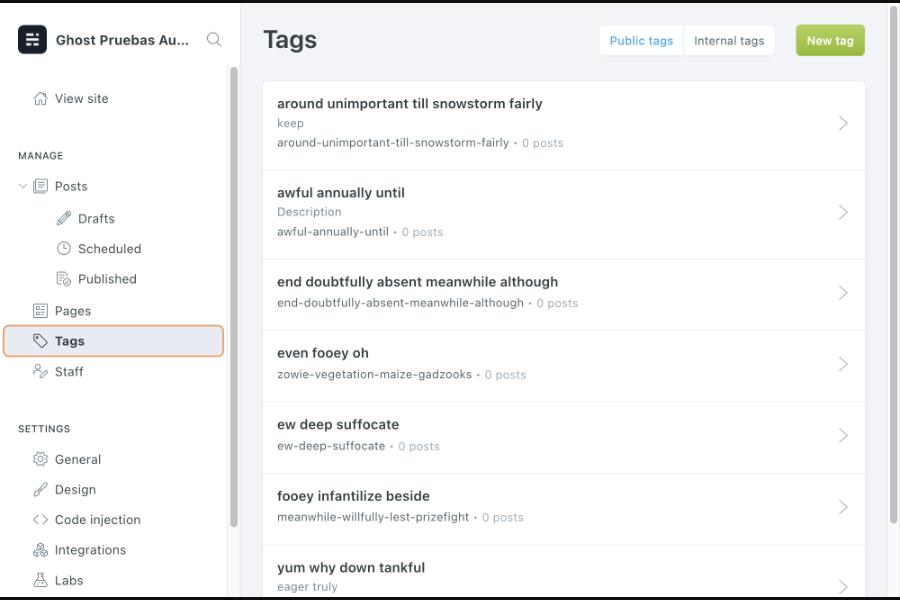 Ghost Pruebas Au...
View site
MANAGE
Posts
Drafts
Scheduled
Published
Pages
Tags
Staff
SETTINGS
General
Design
Code injection
Integrations
Labs
Tags
Public tags
Internal tags
New tag
around unimportant till snowstorm fairly
keep
around-unimportant-till-snowstorm-fairly • 0 posts
awful annually until
Description
awful-annually-until • 0 posts
end doubtfully absent meanwhile although
end-doubtfully-absent-meanwhile-although • 0 posts
even fooey oh
zowie-vegetation-maize-gadzooks • 0 posts
ew deep suffocate
ew-deep-suffocate • 0 posts
fooey infantilize beside
meanwhile-willfully-lest-prizefight • 0 posts
yum why down tankful
eager truly